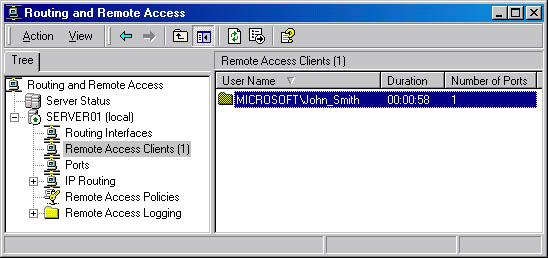 Routing and Remote Access
Action View
Tree
Remote Access Clients (1)
Routing and Remote Access
Server Status
SERVER01 (local)
Routing Interfaces
Remote Access Clients (1)
Ports
IP Routing
Remote Access Policies
Remote Access Logging
User Name Duration Number of Ports
MICROSOFT\John_Smith 00:00:58 1